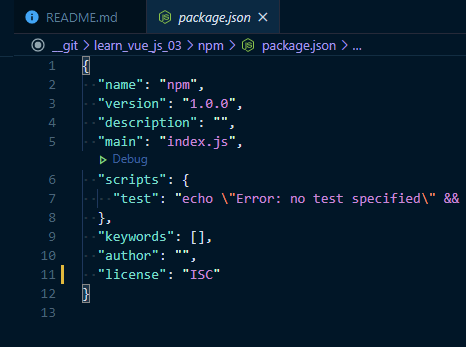 README.md package.json
__git > learn_vue_js_03 > npm > package.json > ...
1 {
2 "name": "npm",
3 "version": "1.0.0",
4 "description": "",
5 "main": "index.js",
Debug
6 "scripts": {
7 "test": "echo \"Error: no test specified\" &&
8 },
9 "keywords": [],
10 "author": "",
11 "license": "ISC"
12 }
13